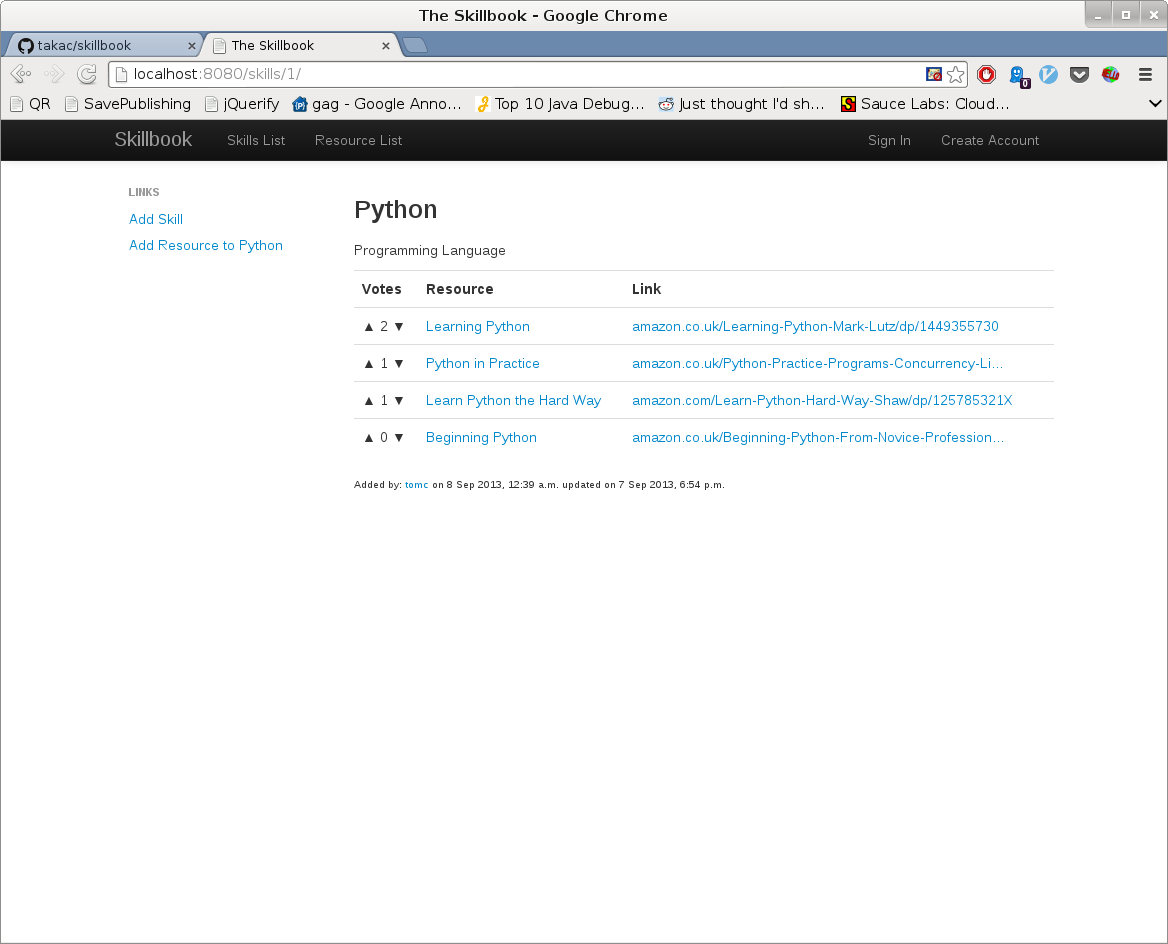 The Skillbook - Google Chrome
takac/skillbook
The Skillbook
localhost:8080/skills/1/
0
QR SavePublishing jQuerify gag - Google Anno... Top 10 Java Debug... Just thought I'd sh... Sauce Labs: Cloud...
Skillbook Skills List Resource List Sign In Create Account
LINKS
Add Skill
Add Resource to Python
Python
Programming Language
Votes Resource Link
▲ 2 ▼ Learning Python amazon.co.uk/Learning-Python-Mark-Lutz/dp/1449355730
▲ 1 ▼ Python in Practice amazon.co.uk/Python-Practice-Programs-Concurrency-Li...
▲ 1 ▼ Learn Python the Hard Way amazon.com/Learn-Python-Hard-Way-Shaw/dp/125785321X
▲ 0 ▼ Beginning Python amazon.co.uk/Beginning-Python-From-Novice-Profession...
Added by: tomc on 8 Sep 2013, 12:39 a.m. updated on 7 Sep 2013, 6:54 p.m.